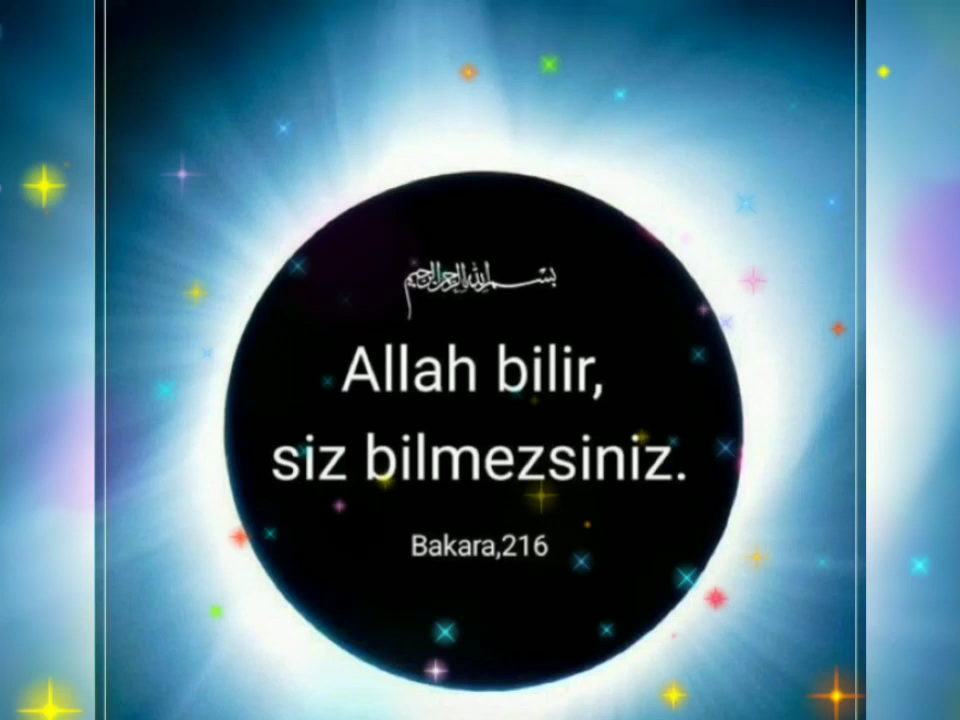 بسم الله الرحمن الرحيم
Allah bilir,
siz bilmezsiniz.
Bakara,216